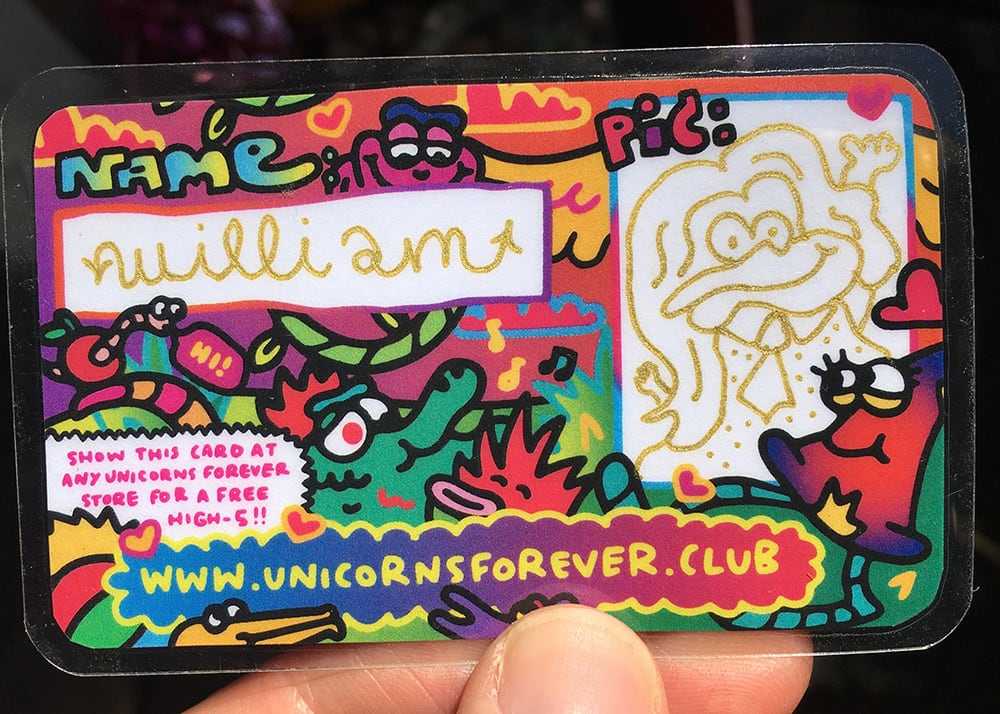 NAME
Pic:
william
HI!
SHOW THIS CARD AT
ANY UNICORNS FOREVER
STORE FOR A FREE
HIGH-5!!
WWW.UNICORNSFOREVER.CLUB